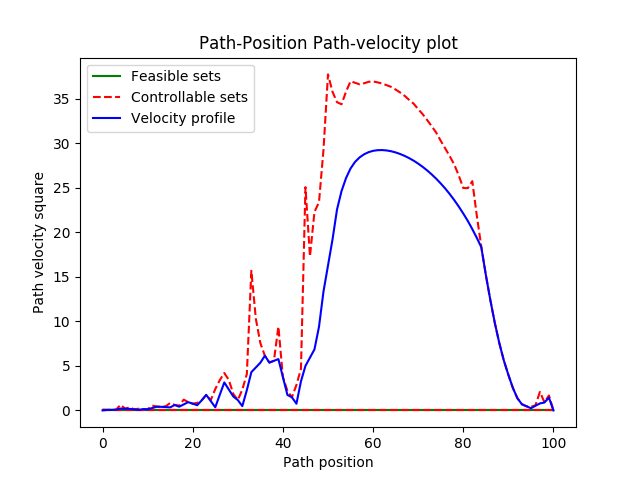 Path-Position Path-velocity plot
Feasible sets
Controllable sets
Velocity profile
Path velocity square
35
30
25
20
15
10
5
0
0 20 40 60 80 100
Path position